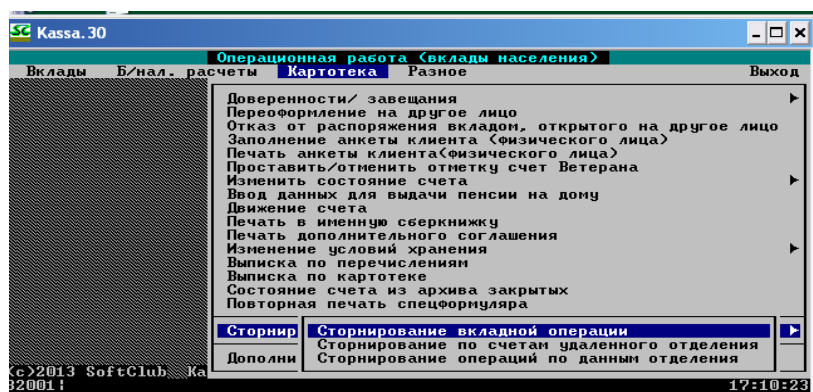 SC Kassa.30
Операционная работа (вклады населения)
Вклады Б/нал. расчеты Картотека Разное Выход
Доверенности/ завещания
Переоформление на другое лицо
Отказ от распоряжения вкладом, открытого на другое лицо
Заполнение анкеты клиента (физического лица)
Печать анкеты клиента(физического лица)
Проставить/отменить отметку счет Ветерана
Изменить состояние счета
Ввод данных для выдачи пенсии на дому
Движение счета
Печать в именную сберкнижку
Печать дополнительного соглашения
Изменение условий хранения
Выписка по перечислениям
Выписка по картотеке
Состояние счета из архива закрытых
Повторная печать спецформуляра
Сторнир Сторнирование вкладной операции
Сторнирование по счетам удаленного отделения
Дополни Сторнирование операций по данным отделения
(c)2013 SoftClub Ка
32001 17:10:23